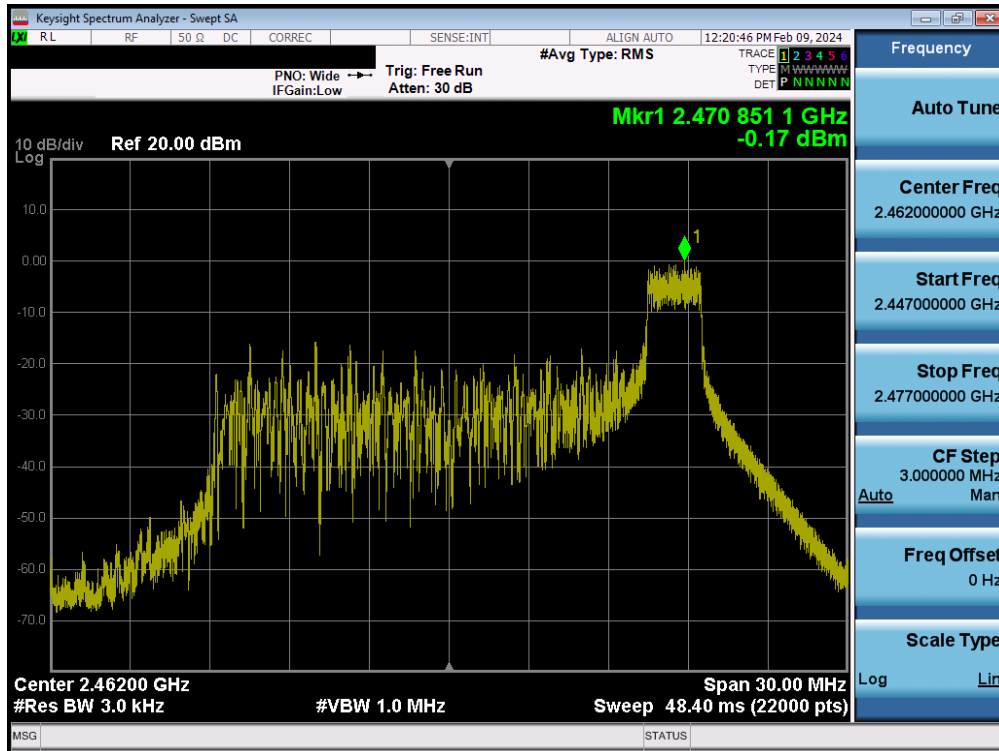 Keysight Spectrum Analyzer - Swept SA
LXI RL RF 50 Ω DC CORREC SENSE:INT ALIGN AUTO 12:20:46 PM Feb 09, 2024
#Avg Type: RMS
TRACE 1 2 3 4 5 6
TYPE M W W W W W
DET P N N N N N
PNO: Wide
IFGain:Low
Trig: Free Run
Atten: 30 dB
Mkr1 2.470 851 1 GHz
-0.17 dBm
10 dB/div
Log
Ref 20.00 dBm
1
10.0
0.00
-10.0
-20.0
-30.0
-40.0
-50.0
-60.0
-70.0
Center 2.46200 GHz
Span 30.00 MHz
#Res BW 3.0 kHz
#VBW 1.0 MHz
Sweep 48.40 ms (22000 pts)
MSG
STATUS
Frequency
Auto Tune
Center Freq
2.462000000 GHz
Start Freq
2.447000000 GHz
Stop Freq
2.477000000 GHz
CF Step
3.000000 MHz
Auto Man
Freq Offset
0 Hz
Scale Type
Log Lin